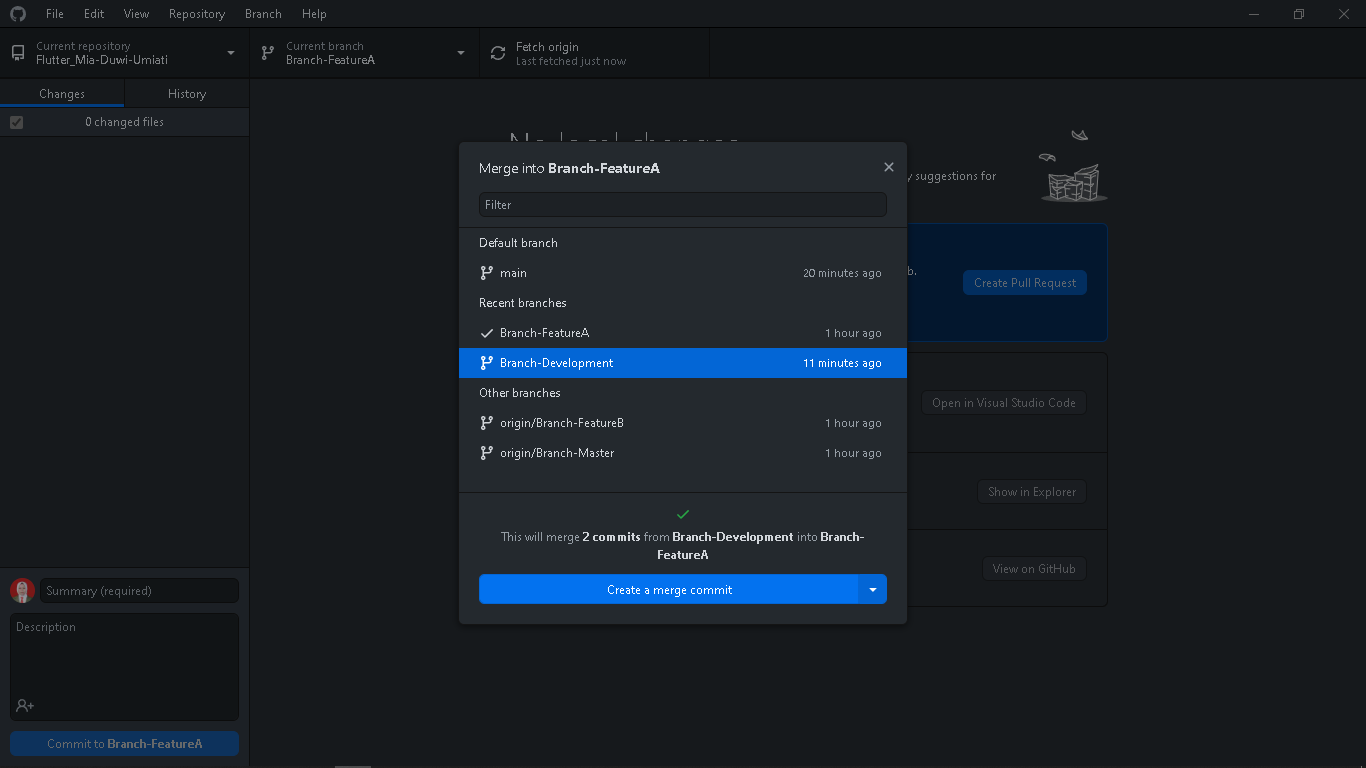 File Edit View Repository Branch Help
Current repository
Flutter_Mia-Duwi-Umiati
Current branch
Branch-FeatureA
Fetch origin
Last fetched just now
Changes History
0 changed files
No local changes
y suggestions for
b.
Create Pull Request
Open in Visual Studio Code
Show in Explorer
View on GitHub
Merge into Branch-FeatureA
Filter
Default branch
main 20 minutes ago
Recent branches
Branch-FeatureA 1 hour ago
Branch-Development 11 minutes ago
Other branches
origin/Branch-FeatureB 1 hour ago
origin/Branch-Master 1 hour ago
This will merge 2 commits from Branch-Development into Branch-
FeatureA
Create a merge commit
Summary (required)
Description
Commit to Branch-FeatureA